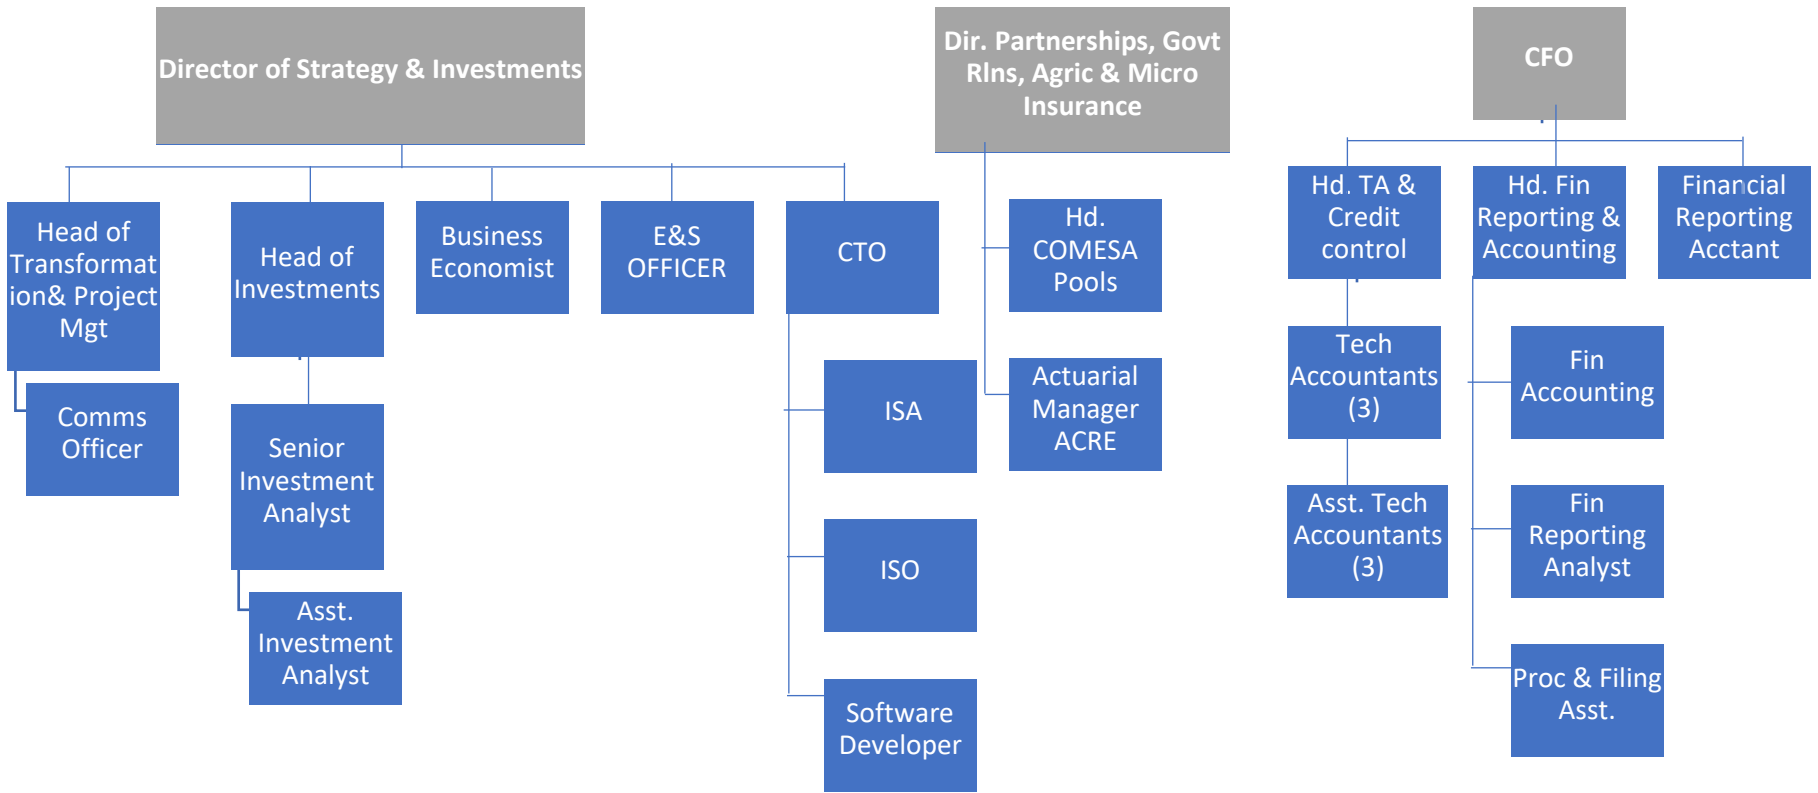 Director of Strategy & Investments
Dir. Partnerships, Govt
Rlns, Agric & Micro
Insurance
CFO
Head of
Transformat
ion& Project
Mgt
Head of
Investments
Business
Economist
E&S
OFFICER
CTO
Hd.
COMESA
Pools
Hd. TA &
Credit
control
Hd. Fin
Reporting &
Accounting
Financial
Reporting
Acctant
Comms
Officer
Senior
Investment
Analyst
Asst.
Investment
Analyst
ISA
ISO
Software
Developer
Actuarial
Manager
ACRE
Tech
Accountants
(3)
Asst. Tech
Accountants
(3)
Fin
Accounting
Fin
Reporting
Analyst
Proc & Filing
Asst.